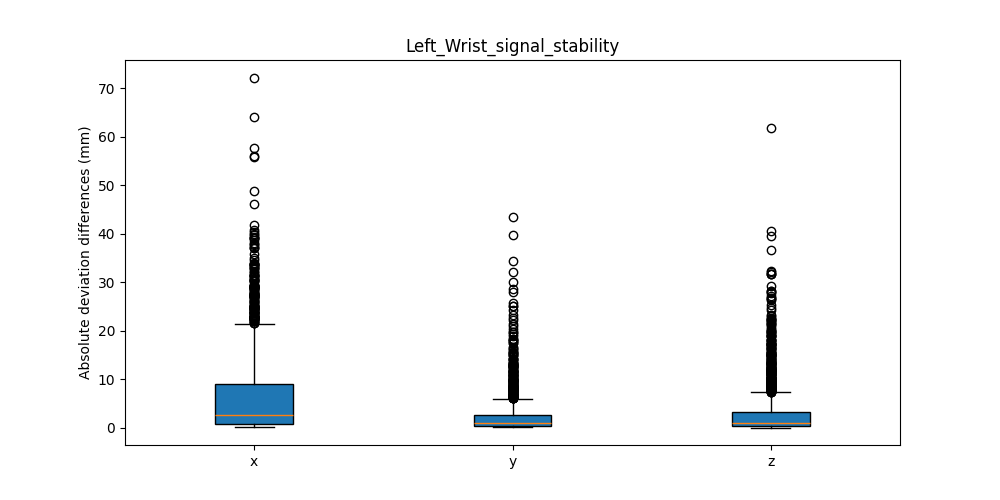 Left_Wrist_signal_stability
Absolute deviation differences (mm)
70
60
50
40
30
20
10
0
x
y
z